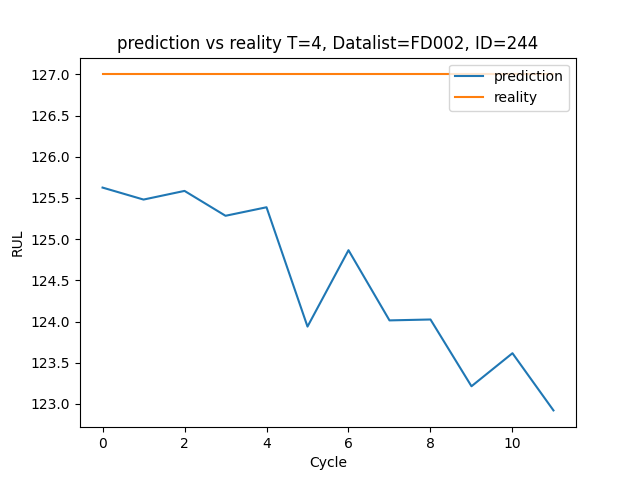 prediction vs reality T=4, Datalist=FD002, ID=244
127.0
126.5
126.0
125.5
125.0
124.5
124.0
123.5
123.0
RUL
prediction
reality
0 2 4 6 8 10
Cycle